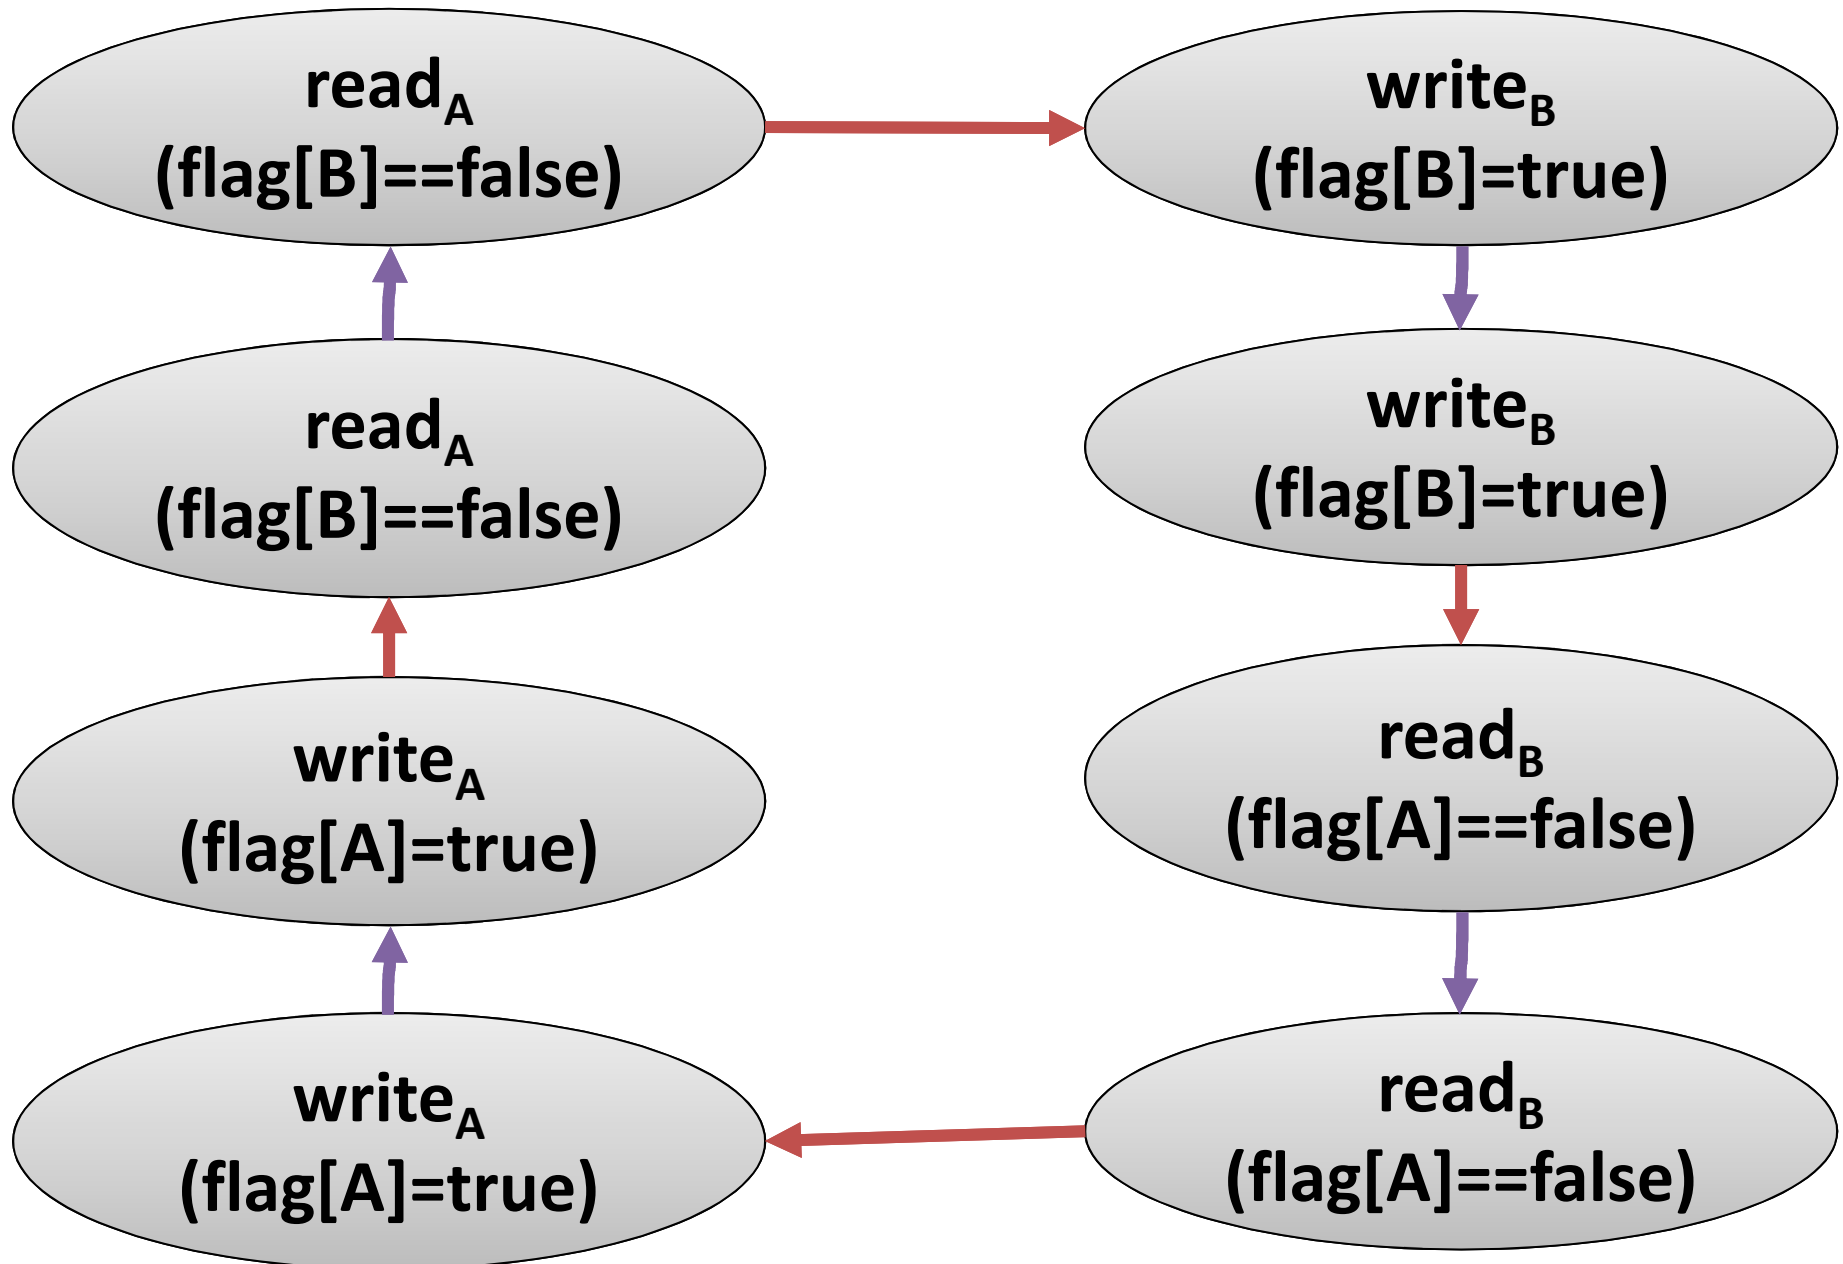 readA
(flag[B]==false)
writeB
(flag[B]=true)
readA
(flag[B]==false)
writeB
(flag[B]=true)
writeA
(flag[A]=true)
readB
(flag[A]==false)
writeA
(flag[A]=true)
readB
(flag[A]==false)